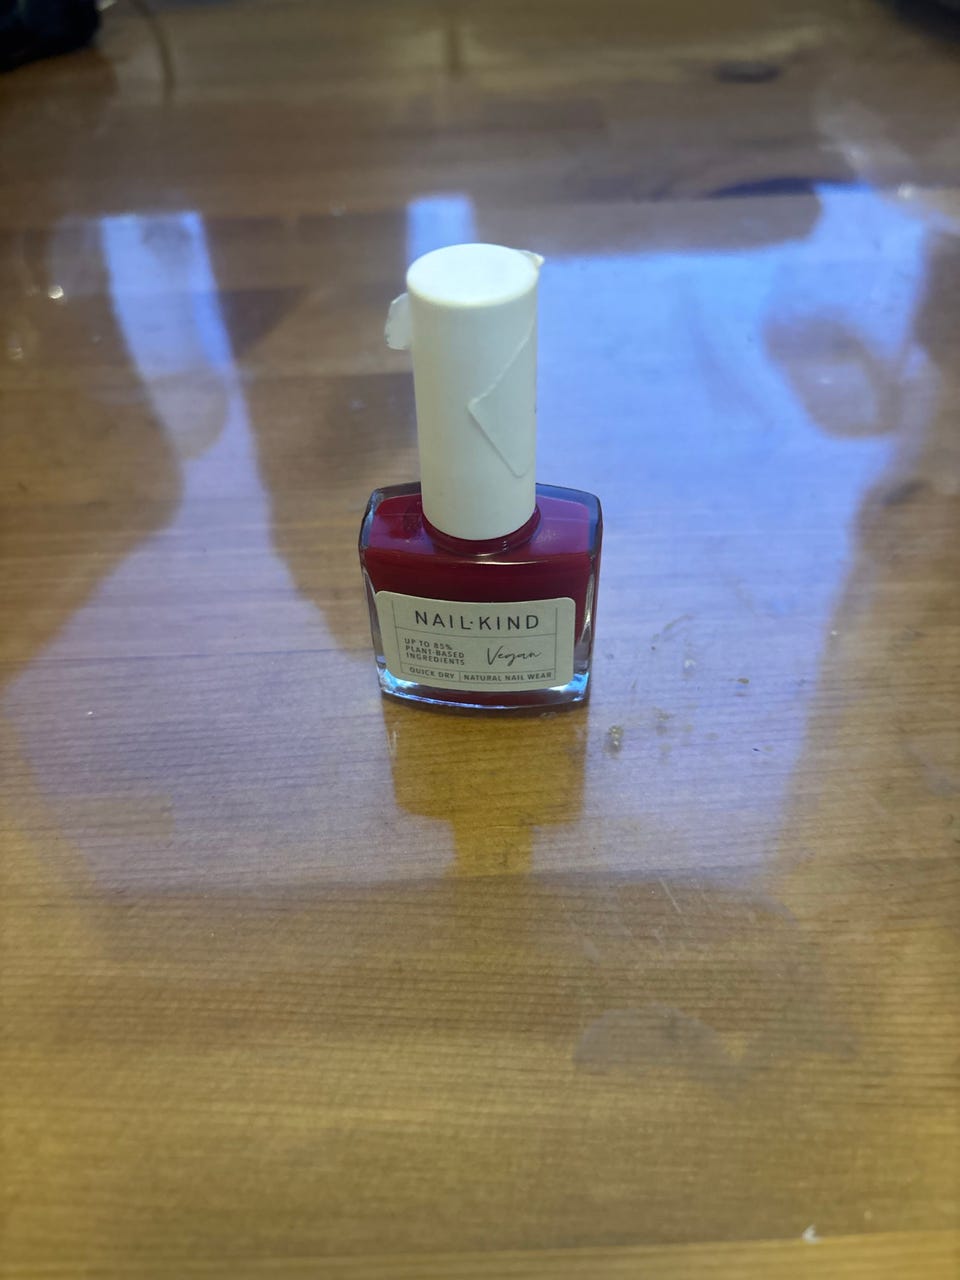 NAIL·KIND
UP TO 85%
PLANT-BASED
INGREDIENTS
Vegan
QUICK DRY
NATURAL NAIL WEAR